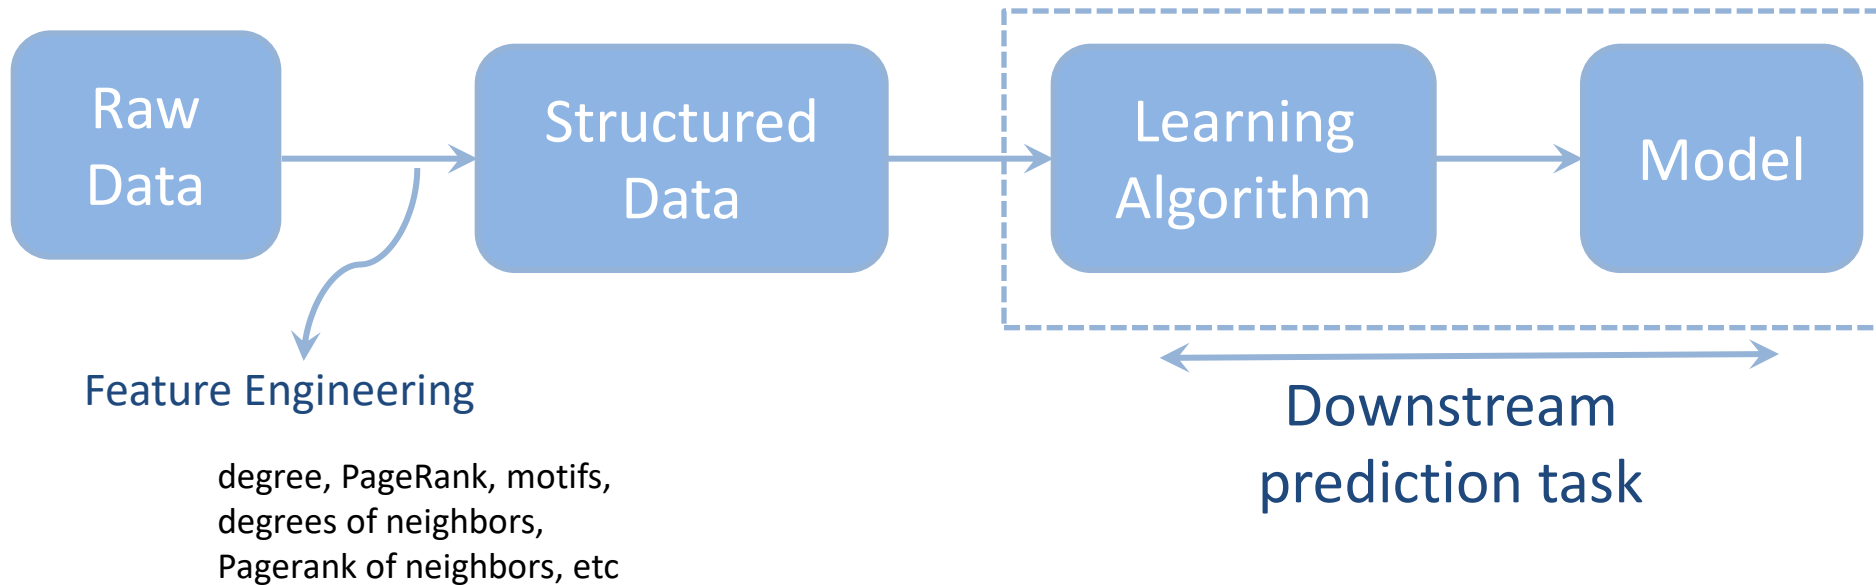 Raw
Data
Structured
Data
Learning
Algorithm
Model
Feature Engineering
degree, PageRank, motifs,
degrees of neighbors,
Pagerank of neighbors, etc
Downstream
prediction task